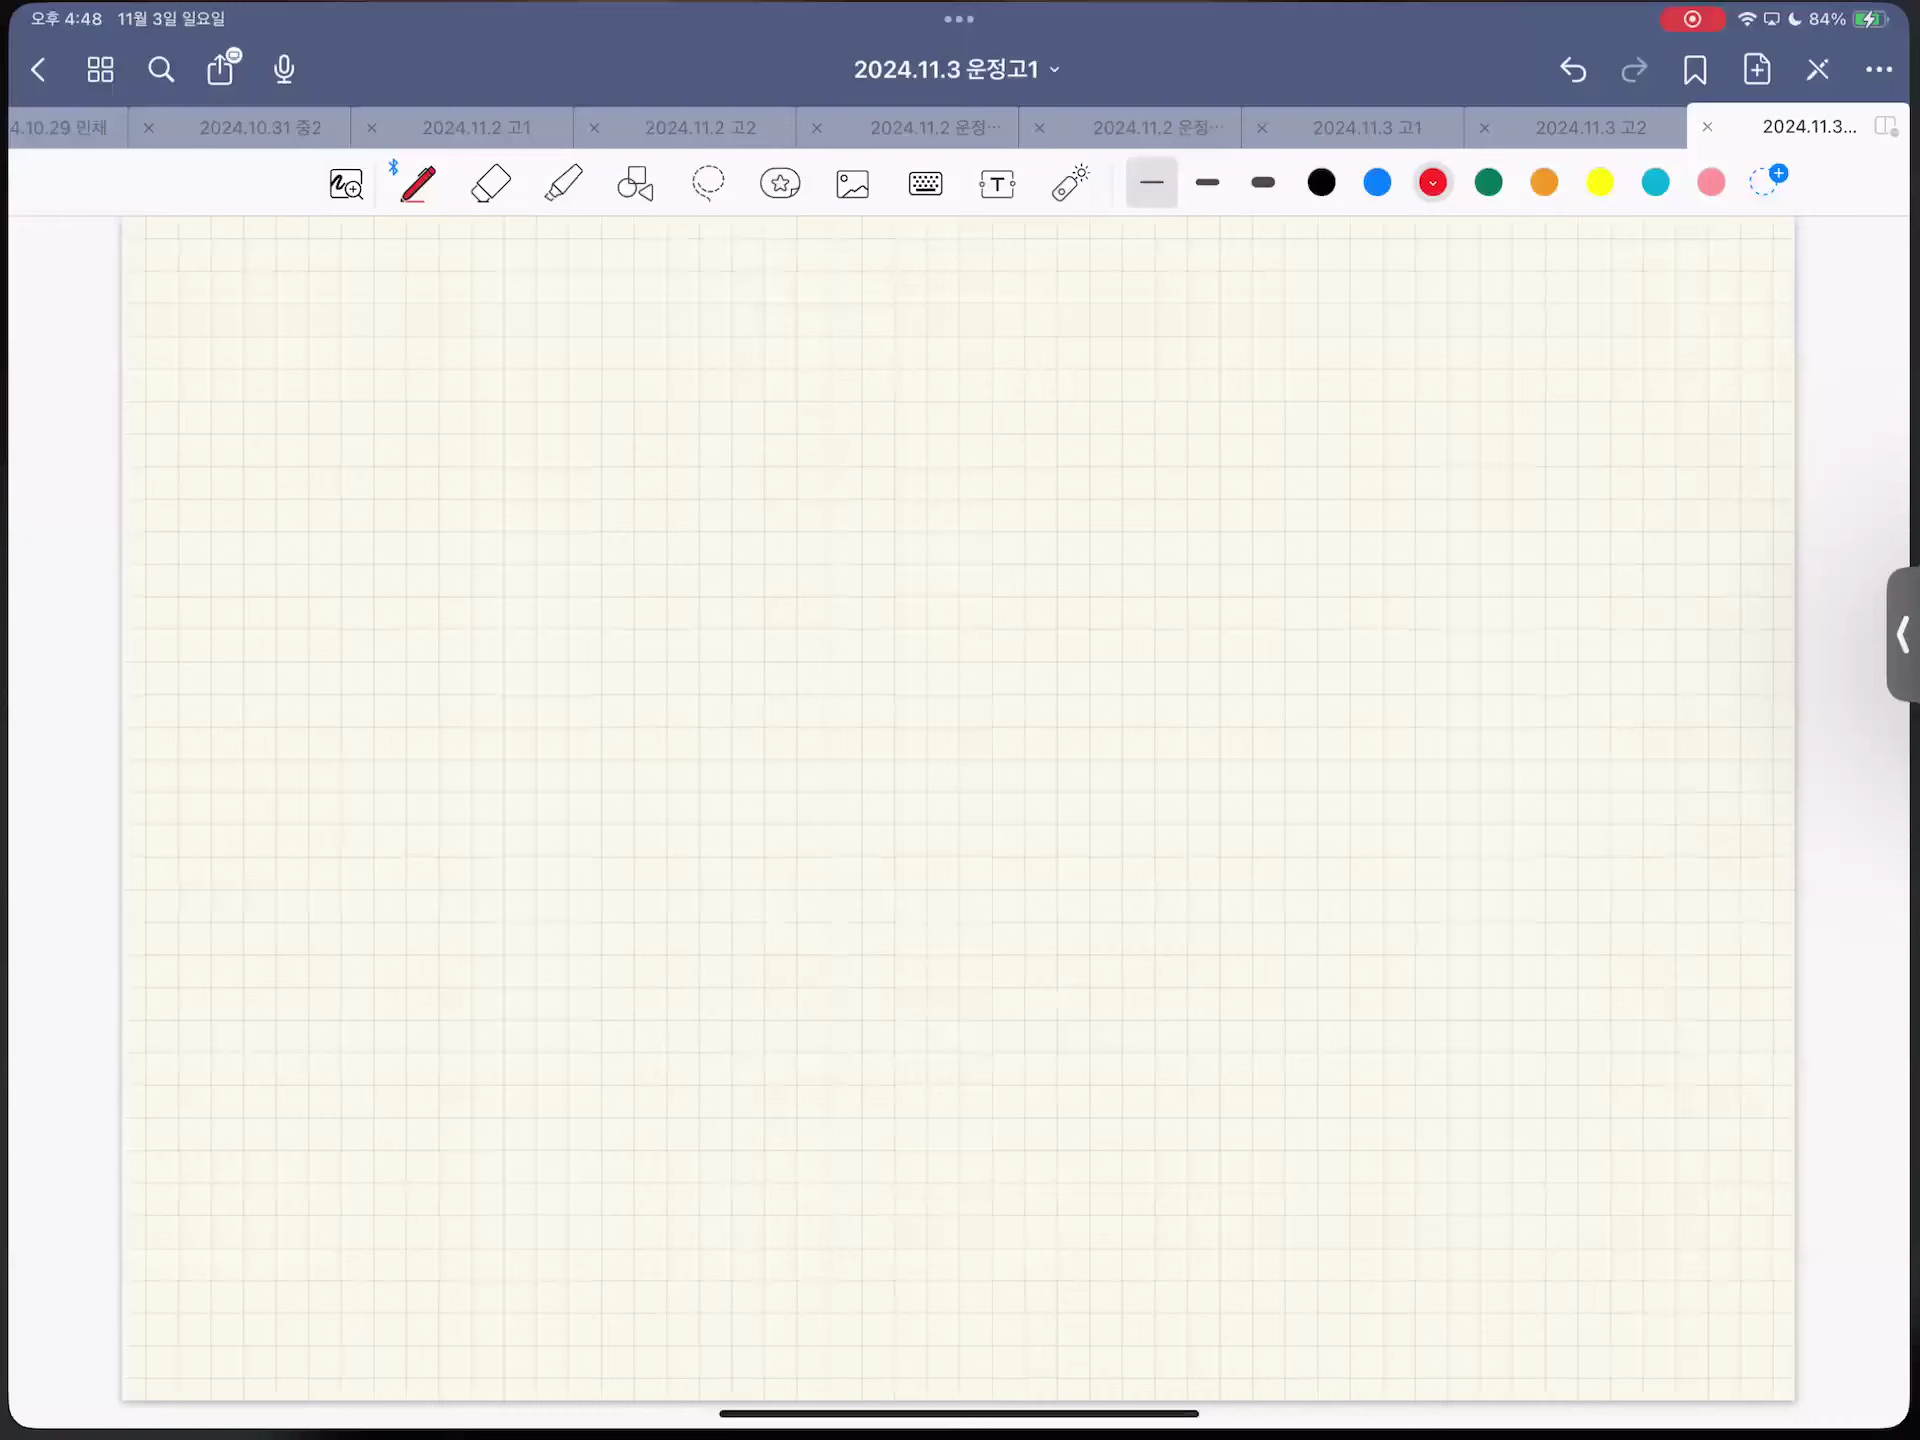 오후 4:48 11월 3일 일요일
84%
2024.11.3 운정고1
4.10.29 민채
2024.10.31 중2
2024.11.2 고1
2024.11.2 고2
2024.11.2 운정…
2024.11.2 운정…
2024.11.3 고1
2024.11.3 고2
2024.11.3...
T